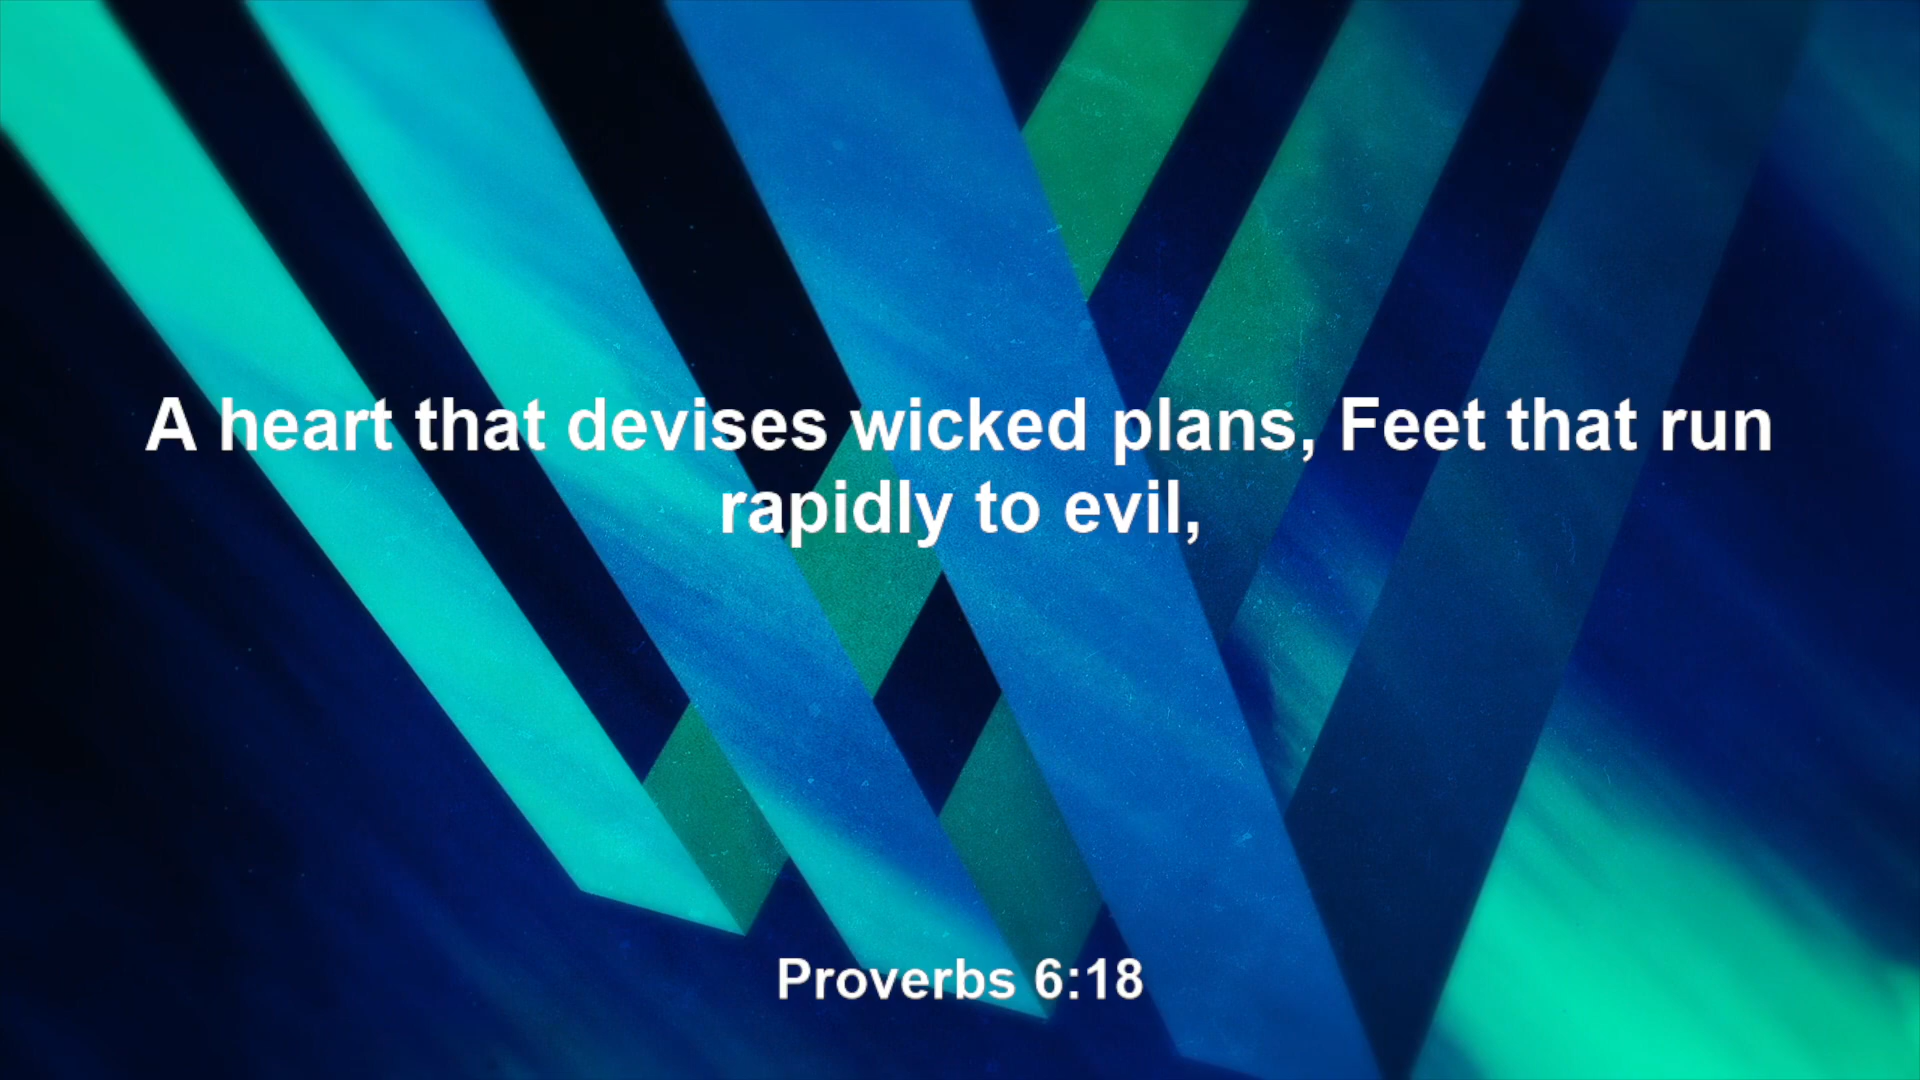 A heart that devises wicked plans, Feet that run
rapidly to evil,
Proverbs 6:18